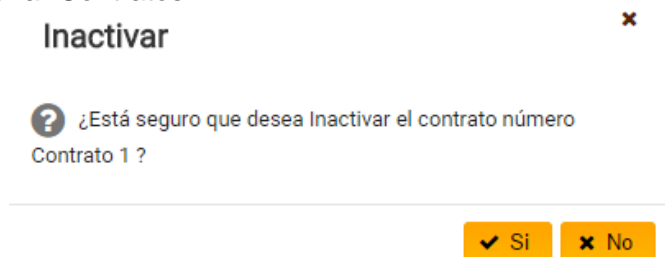 Inactivar
¿Está seguro que desea Inactivar el contrato número
Contrato 1 ?
Si
No